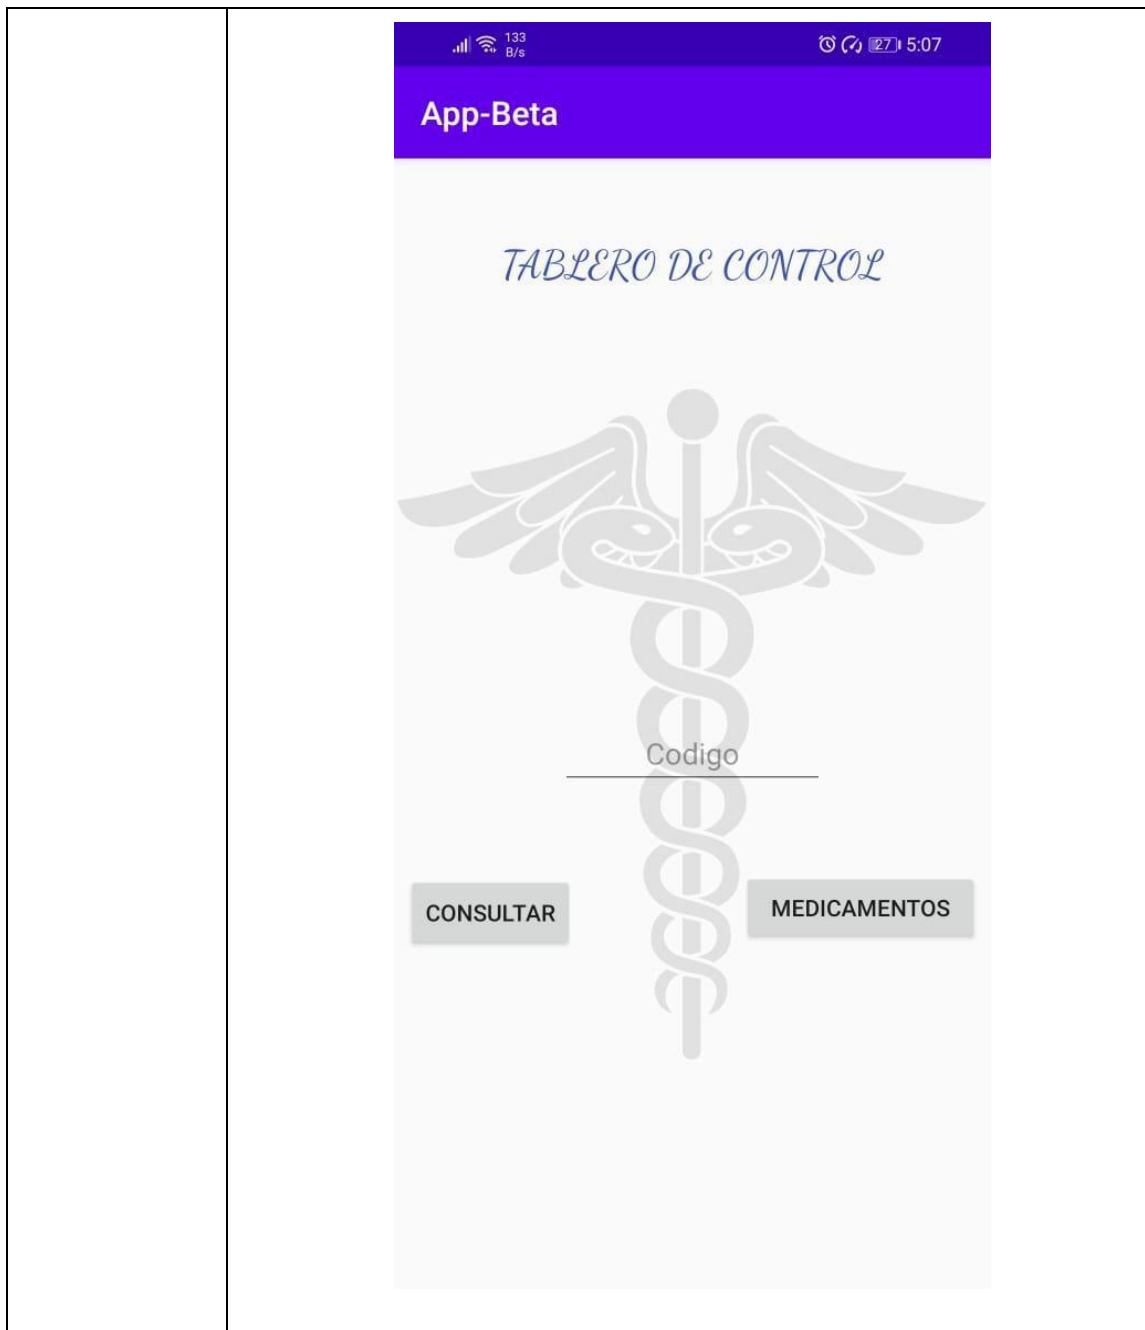 133
B/s
27 5:07
App-Beta
TABLERO DE CONTROL
Codigo
CONSULTAR
MEDICAMENTOS